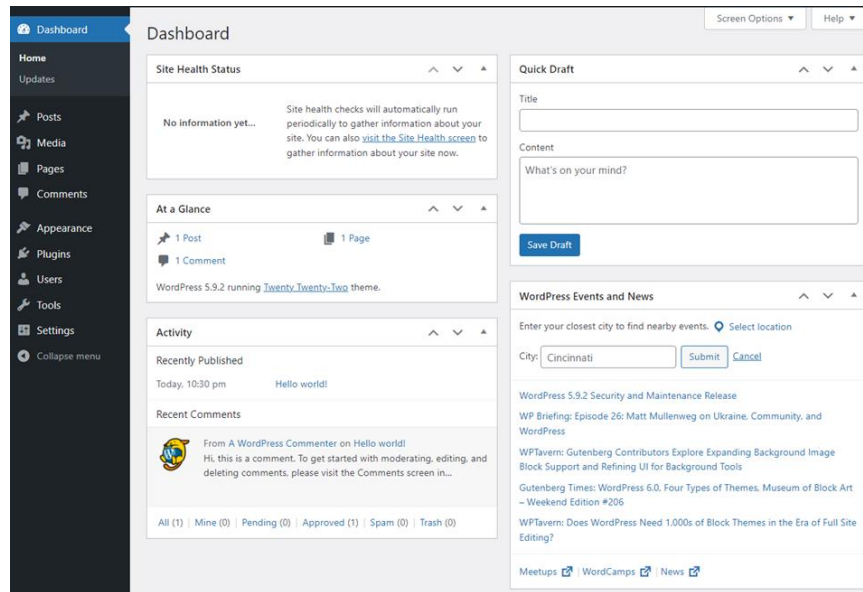 Screen Options ▼
Help ▼
Dashboard
Home
Updates
Posts
Media
Pages
Comments
Appearance
Plugins
Users
Tools
Settings
Collapse menu
Dashboard
Site Health Status
No information yet...
Site health checks will automatically run
periodically to gather information about your
site. You can also visit the Site Health screen to
gather information about your site now.
At a Glance
1 Post
1 Page
1 Comment
WordPress 5.9.2 running Twenty Twenty-Two theme.
Activity
Recently Published
Today, 10:30 pm Hello world!
Recent Comments
From A WordPress Commenter on Hello world!
Hi, this is a comment. To get started with moderating, editing, and
deleting comments, please visit the Comments screen in...
All (1) | Mine (0) | Pending (0) | Approved (1) | Spam (0) | Trash (0)
Quick Draft
Title
Content
What's on your mind?
Save Draft
WordPress Events and News
Enter your closest city to find nearby events. Select location
City: Cincinnati Submit Cancel
WordPress 5.9.2 Security and Maintenance Release
WP Briefing: Episode 26: Matt Mullenweg on Ukraine, Community, and
WordPress
WPTavern: Gutenberg Contributors Explore Expanding Background Image
Block Support and Refining UI for Background Tools
Gutenberg Times: WordPress 6.0, Four Types of Themes, Museum of Block Art
– Weekend Edition #206
WPTavern: Does WordPress Need 1,000s of Block Themes in the Era of Full Site
Editing?
Meetups | WordCamps | News